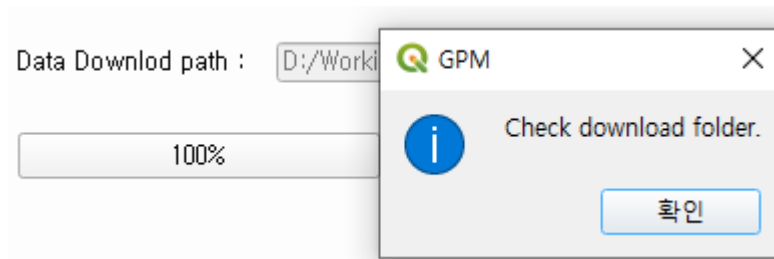 Data Downlod path :
D:/Worki
100%
GPM
Check download folder.
확인